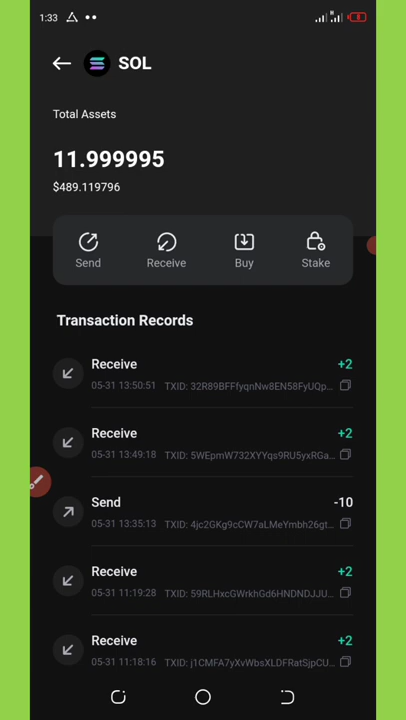 1:33
SOL
Total Assets
11.999995
$489.119796
Send Receive Buy Stake
Transaction Records
Receive +2
05-31 13:50:51 TXID: 32R89BFFfyqnNw8EN58FyUQp...
Receive +2
05-31 13:49:18 TXID: 5WEpmW732XYYqs9RU5yxRGa...
Send -10
05-31 13:35:13 TXID: 4jc2GKg9cCW7aLMeYmbh26gt...
Receive +2
05-31 11:19:28 TXID: 59RLHxcGWrkhGd6HNDNDJJU...
Receive +2
05-31 11:18:16 TXID: j1CMFA7yXvWbsXLDFRatSjpCU...